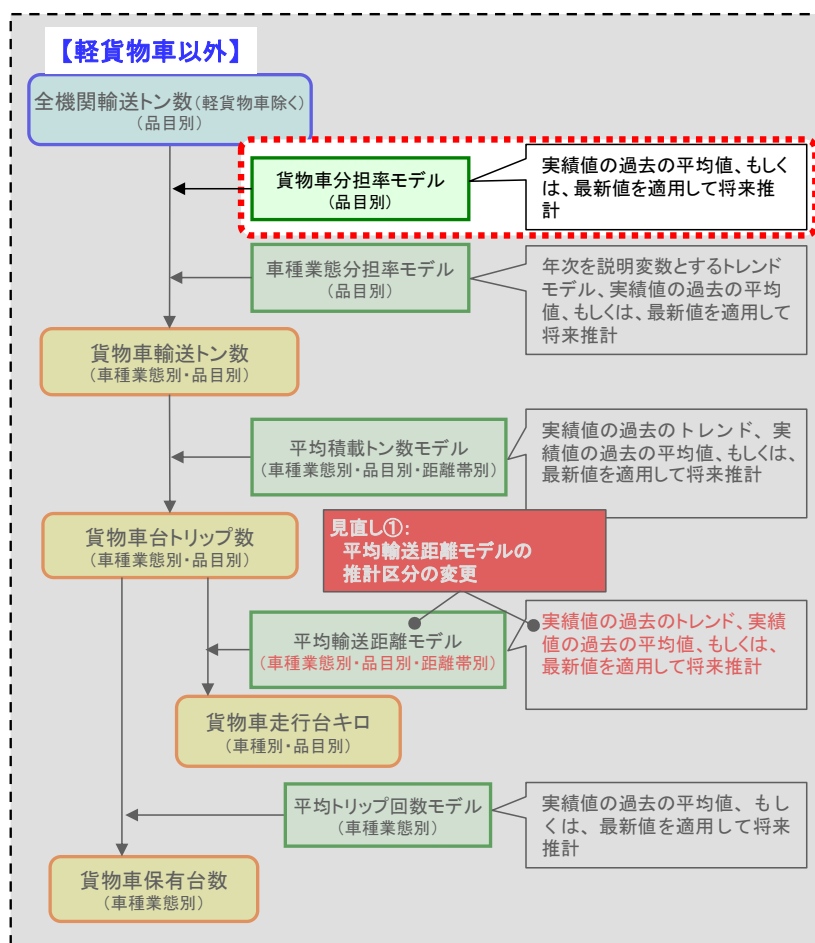 【軽貨物車以外】
全機関輸送トン数(軽貨物車除く)
(品目別)
貨物車分担率モデル
(品目別)
実績値の過去の平均値、もしく
は、最新値を適用して将来推
計
車種業態分担率モデル
(品目別)
年次を説明変数とするトレンド
モデル、実績値の過去の平均
値、もしくは、最新値を適用して
将来推計
貨物車輸送トン数
(車種業態別・品目別)
平均積載トン数モデル
(車種業態別・品目別・距離帯別)
実績値の過去のトレンド、実
績値の過去の平均値、もしくは、
最新値を適用して将来推計
貨物車台トリップ数
(車種業態別・品目別)
見直し①:
平均輸送距離モデルの
推計区分の変更
平均輸送距離モデル
(車種業態別・品目別・距離帯別)
実績値の過去のトレンド、実績
値の過去の平均値、もしくは、
最新値を適用して将来推計
貨物車走行台キロ
(車種別・品目別)
平均トリップ回数モデル
(車種業態別)
実績値の過去の平均値、もし
くは、最新値を適用して将来
推計
貨物車保有台数
(車種業態別)